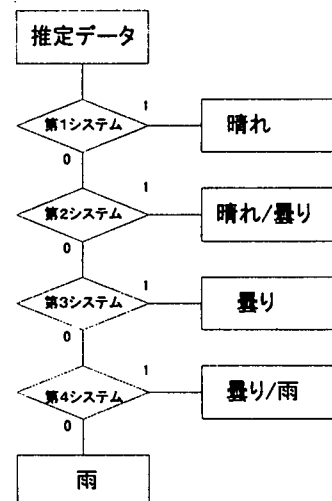 推定データ
1
第1システム
晴れ
0
1
第2システム
晴れ/曇り
0
1
第3システム
曇り
0
1
第4システム
曇り/雨
0
雨